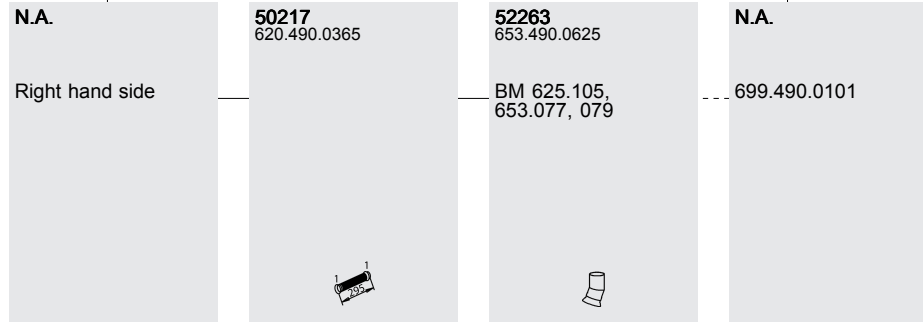 N.A.
Right hand side
50217
620.490.0365
1
1
295
52263
653.490.0625
BM 625.105,
653.077, 079
N.A.
699.490.0101